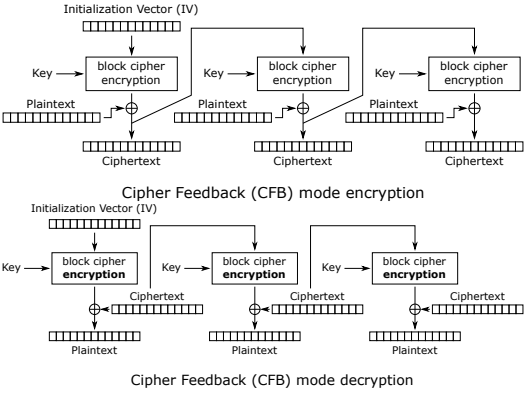 Initialization Vector (IV)
Key
block cipher
encryption
Key
block cipher
encryption
Key
block cipher
encryption
Plaintext
Plaintext
Plaintext
Ciphertext
Ciphertext
Ciphertext
Cipher Feedback (CFB) mode encryption
Initialization Vector (IV)
Key
block cipher
encryption
Key
block cipher
encryption
Key
block cipher
encryption
Ciphertext
Ciphertext
Ciphertext
Plaintext
Plaintext
Plaintext
Cipher Feedback (CFB) mode decryption